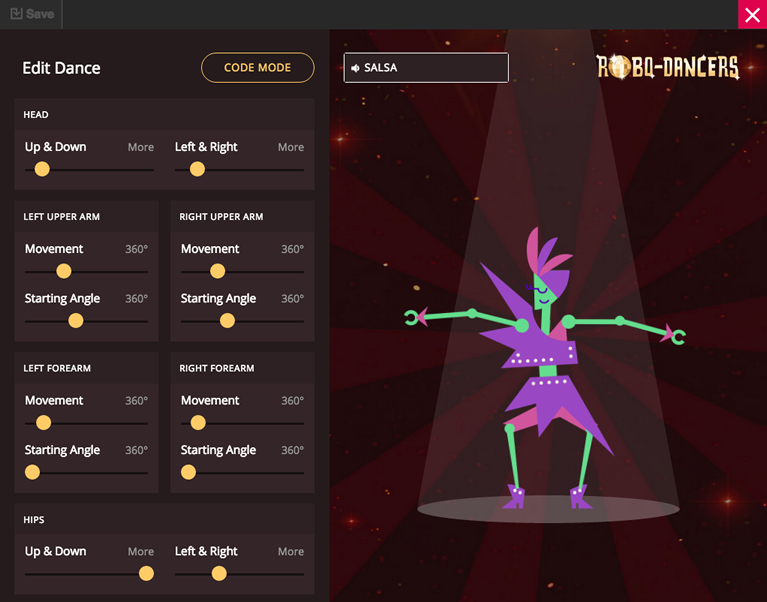 Save
Edit Dance
CODE MODE
SALSA
ROBO-DANCERS
HEAD
Up & Down More Left & Right More
LEFT UPPER ARM RIGHT UPPER ARM
Movement 360° Movement 360°
Starting Angle 360° Starting Angle 360°
LEFT FOREARM RIGHT FOREARM
Movement 360° Movement 360°
Starting Angle 360° Starting Angle 360°
HIPS
Up & Down More Left & Right More